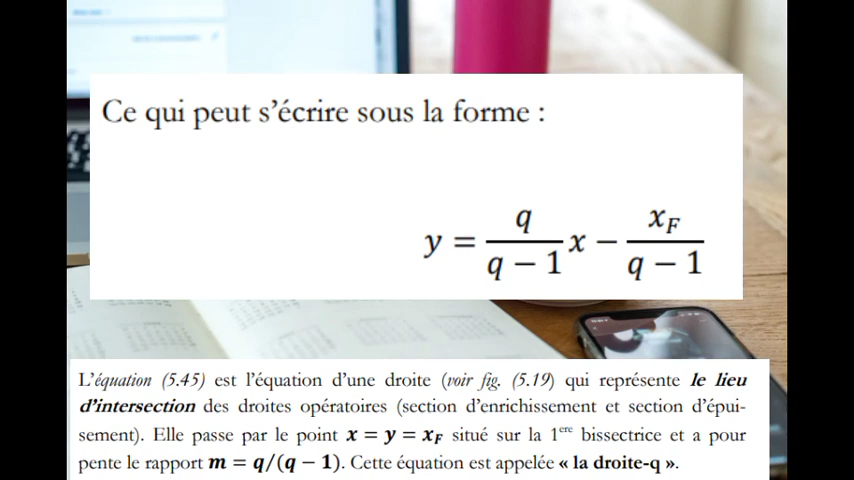 Ce qui peut s'écrire sous la forme :
y = q/(q − 1) x − x_F/(q − 1)
L'équation (5.45) est l'équation d'une droite (voir fig. (5.19) qui représente le lieu
d'intersection des droites opératoires (section d'enrichissement et section d'épui-
sement). Elle passe par le point x = y = x_F situé sur la 1ere bissectrice et a pour
pente le rapport m = q/(q − 1). Cette équation est appelée « la droite-q ».